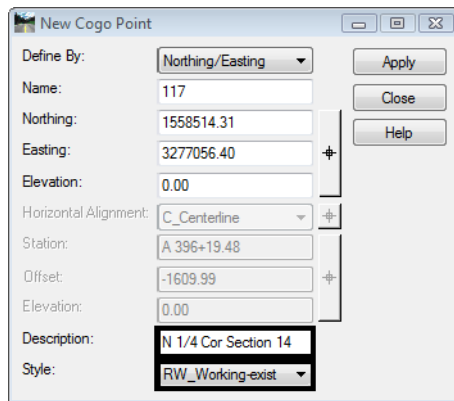 New Cogo Point
Define By: Northing/Easting Apply
Name: 117 Close
Northing: 1558514.31 Help
Easting: 3277056.40
Elevation: 0.00
Horizontal Alignment: C_Centerline
Station: A 396+19.48
Offset: -1609.99
Elevation: 0.00
Description: N 1/4 Cor Section 14
Style: RW_Working-exist